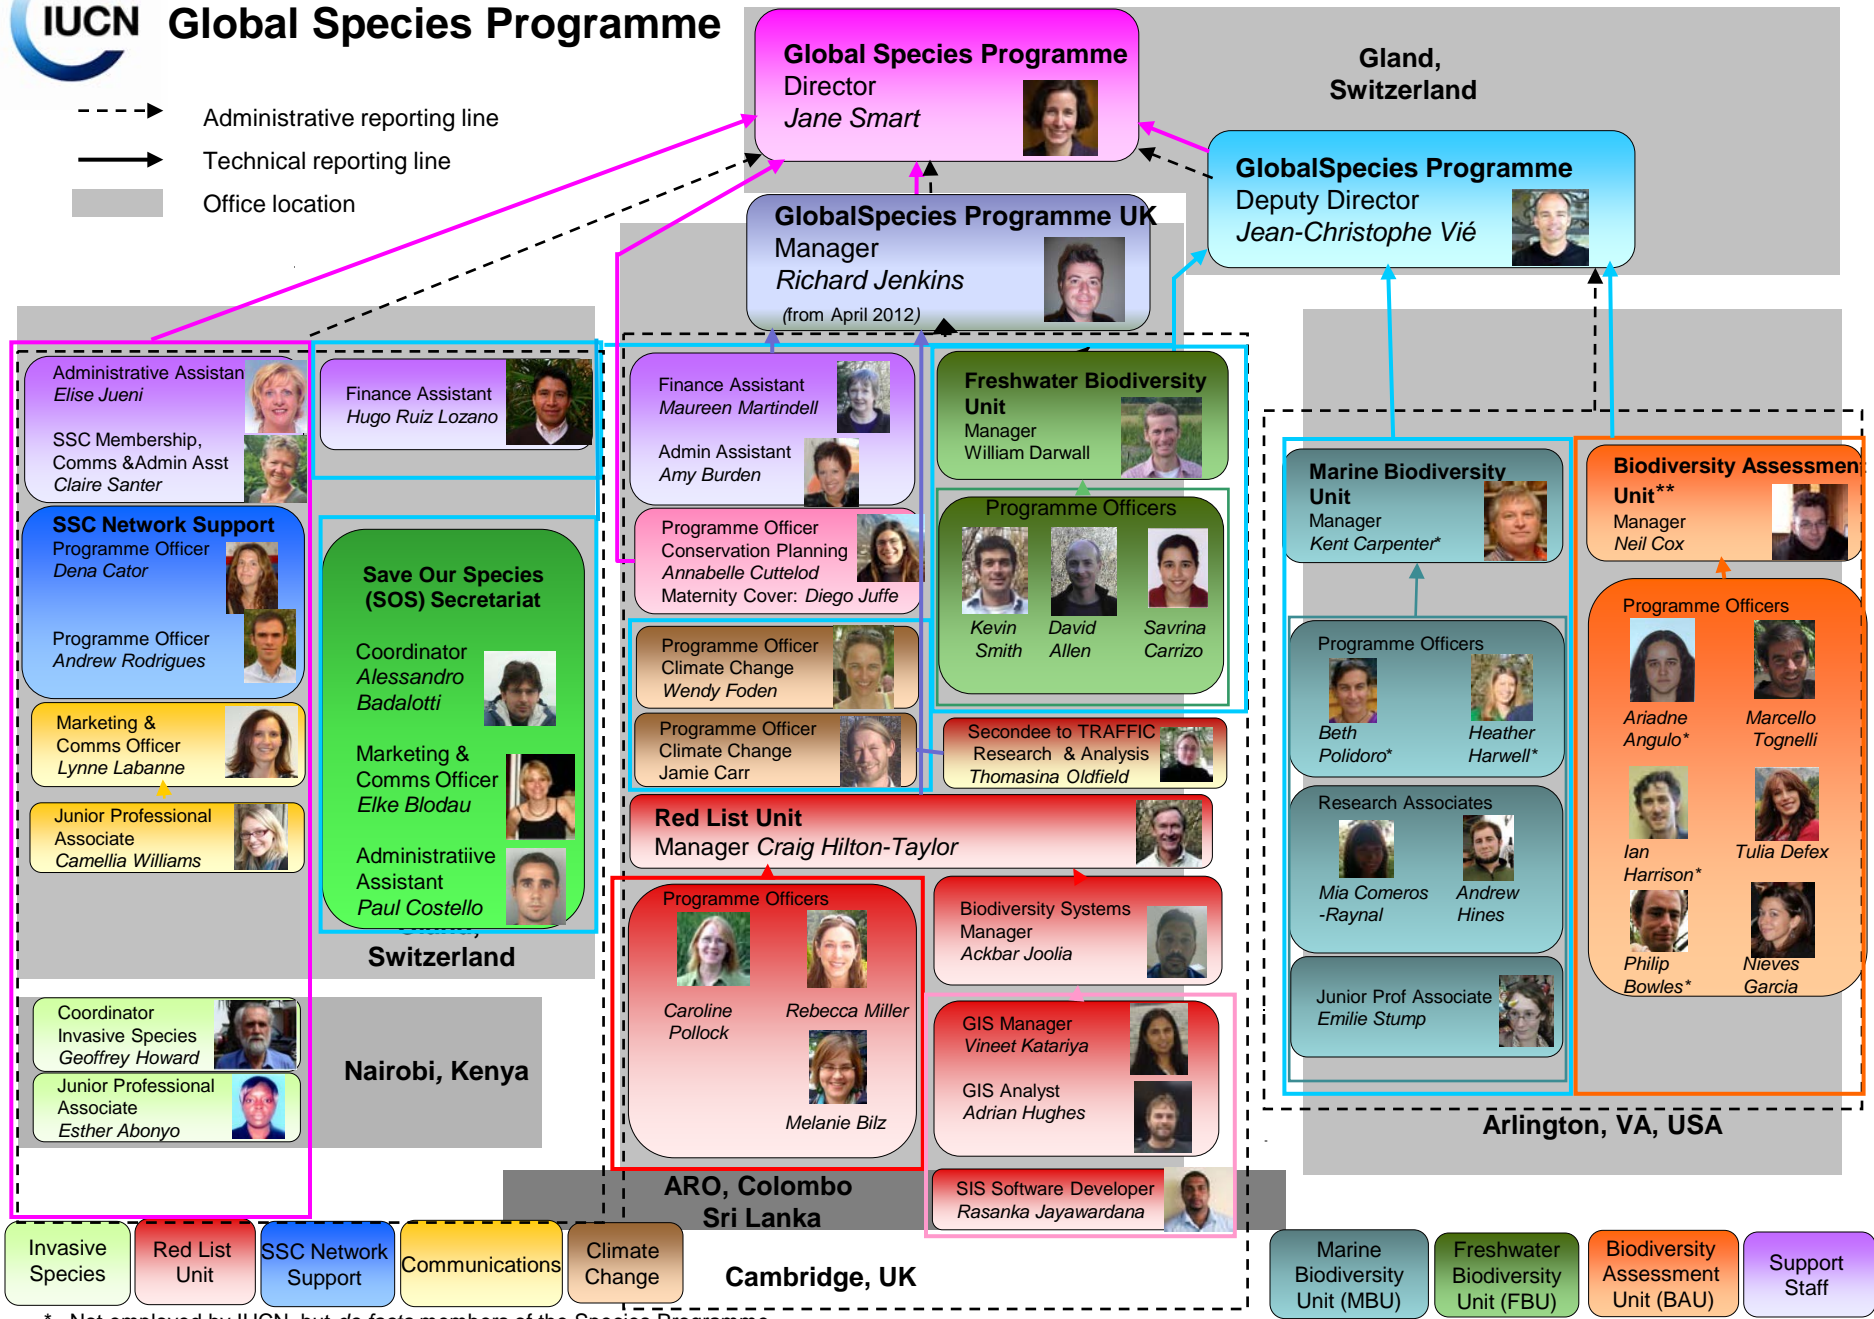 IUCN
Global Species Programme
Administrative reporting line
Technical reporting line
Office location
Global Species Programme
Director
Jane Smart
Gland,
Switzerland
GlobalSpecies Programme
Deputy Director
Jean-Christophe Vié
GlobalSpecies Programme UK
Manager
Richard Jenkins
(from April 2012)
Administrative Assistan
Elise Jueni
SSC Membership,
Comms &Admin Asst
Claire Santer
SSC Network Support
Programme Officer
Dena Cator
Programme Officer
Andrew Rodrigues
Marketing &
Comms Officer
Lynne Labanne
Junior Professional
Associate
Camellia Williams
Finance Assistant
Hugo Ruiz Lozano
Save Our Species
(SOS) Secretariat
Coordinator
Alessandro
Badalotti
Marketing &
Comms Officer
Elke Blodau
Administratiive
Assistant
Paul Costello
Switzerland
Coordinator
Invasive Species
Geoffrey Howard
Junior Professional
Associate
Esther Abonyo
Nairobi, Kenya
Finance Assistant
Maureen Martindell
Admin Assistant
Amy Burden
Programme Officer
Conservation Planning
Annabelle Cuttelod
Maternity Cover: Diego Juffe
Programme Officer
Climate Change
Wendy Foden
Programme Officer
Climate Change
Jamie Carr
Freshwater Biodiversity
Unit
Manager
William Darwall
Programme Officers
Kevin
Smith
David
Allen
Savrina
Carrizo
Secondee to TRAFFIC
Research & Analysis
Thomasina Oldfield
Red List Unit
Manager Craig Hilton-Taylor
Programme Officers
Caroline
Pollock
Rebecca Miller
Melanie Bilz
Biodiversity Systems
Manager
Ackbar Joolia
GIS Manager
Vineet Katariya
GIS Analyst
Adrian Hughes
SIS Software Developer
Rasanka Jayawardana
ARO, Colombo
Sri Lanka
Cambridge, UK
Marine Biodiversity
Unit
Manager
Kent Carpenter*
Programme Officers
Beth
Polidoro*
Heather
Harwell*
Research Associates
Mia Comeros
-Raynal
Andrew
Hines
Junior Prof Associate
Emilie Stump
Biodiversity Assessmen
Unit**
Manager
Neil Cox
Programme Officers
Ariadne
Angulo*
Marcello
Tognelli
Ian
Harrison*
Tulia Defex
Philip
Bowles*
Nieves
Garcia
Arlington, VA, USA
Invasive
Species
Red List
Unit
SSC Network
Support
Communications
Climate
Change
Marine
Biodiversity
Unit (MBU)
Freshwater
Biodiversity
Unit (FBU)
Biodiversity
Assessment
Unit (BAU)
Support
Staff
* Not employed by IUCN, but de facto members of the Species Programme